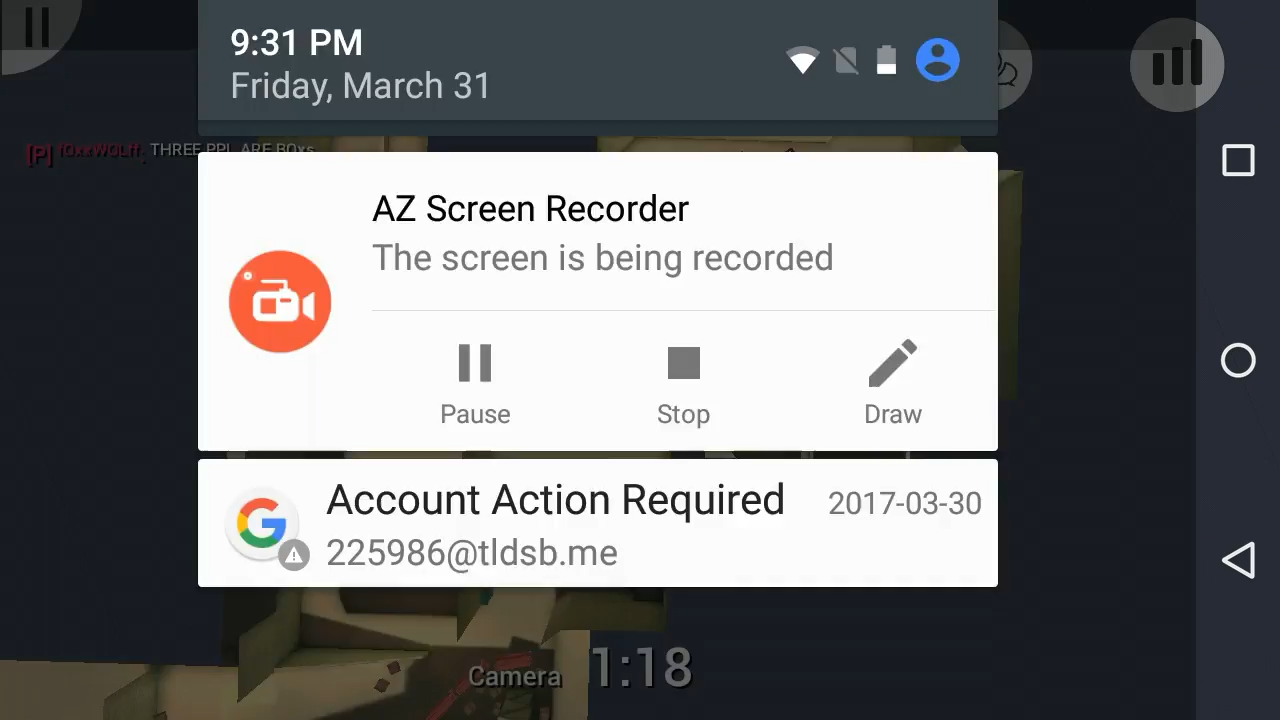 9:31 PM
Friday, March 31
THREE PPL ARE BOxs
AZ Screen Recorder
The screen is being recorded
Pause
Stop
Draw
Account Action Required
2017-03-30
225986@tldsb.me
Camera
1:18